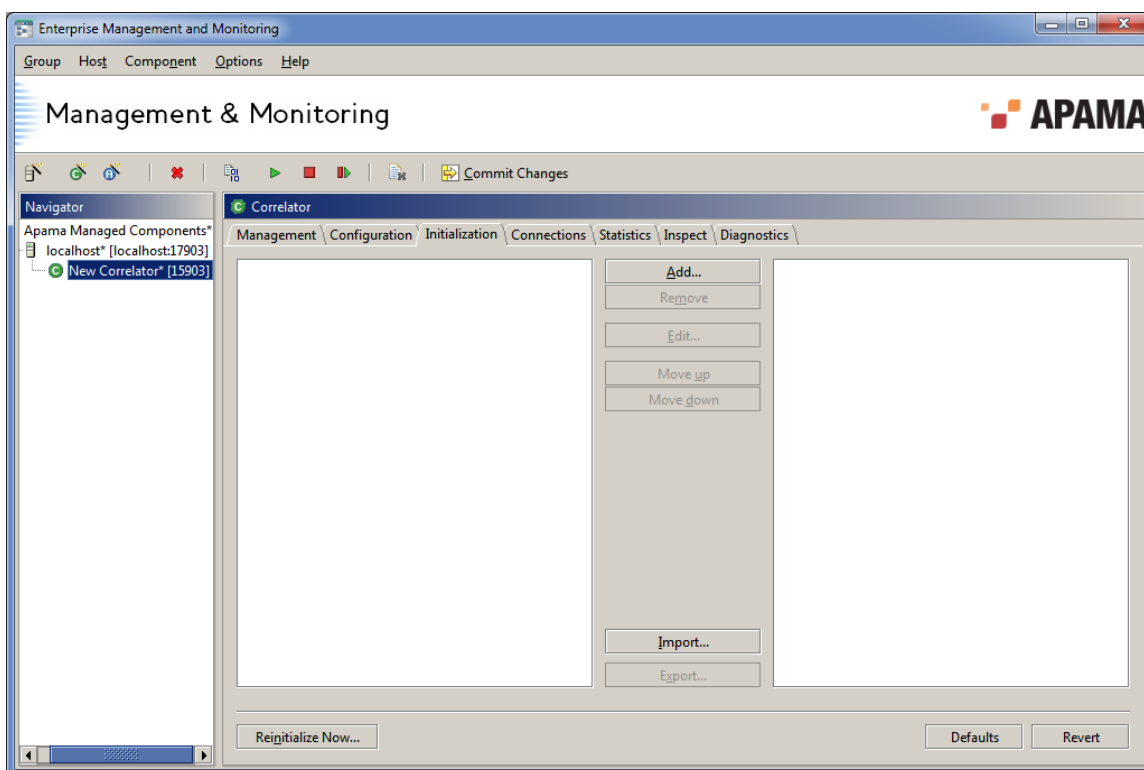 Enterprise Management and Monitoring
Group Host Component Options Help
Management & Monitoring
APAMA
Commit Changes
Navigator
Apama Managed Components*
localhost* [localhost:17903]
New Correlator* [15903]
Correlator
Management Configuration Initialization Connections Statistics Inspect Diagnostics
Add...
Remove
Edit...
Move up
Move down
Import...
Export...
Reinitialize Now... Defaults Revert